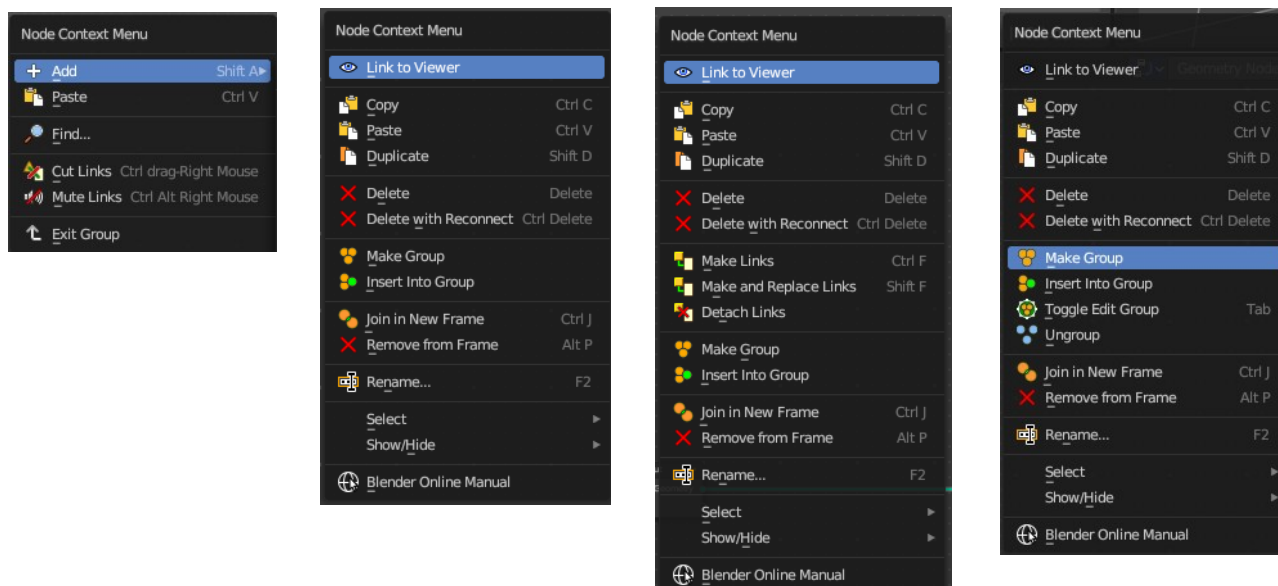 Node Context Menu
Add Shift A
Paste Ctrl V
Find...
Cut Links Ctrl drag-Right Mouse
Mute Links Ctrl Alt Right Mouse
Exit Group
Node Context Menu
Link to Viewer
Copy Ctrl C
Paste Ctrl V
Duplicate Shift D
Delete Delete
Delete with Reconnect Ctrl Delete
Make Group
Insert Into Group
Join in New Frame Ctrl J
Remove from Frame Alt P
Rename... F2
Select
Show/Hide
Blender Online Manual
Node Context Menu
Link to Viewer
Copy Ctrl C
Paste Ctrl V
Duplicate Shift D
Delete Delete
Delete with Reconnect Ctrl Delete
Make Links Ctrl F
Make and Replace Links Shift F
Detach Links
Make Group
Insert Into Group
Join in New Frame Ctrl J
Remove from Frame Alt P
Rename... F2
Select
Show/Hide
Blender Online Manual
Node Context Menu
Link to Viewer Geometry Node
Copy Ctrl C
Paste Ctrl V
Duplicate Shift D
Delete Delete
Delete with Reconnect Ctrl Delete
Make Group
Insert Into Group
Toggle Edit Group Tab
Ungroup
Join in New Frame Ctrl J
Remove from Frame Alt P
Rename... F2
Select
Show/Hide
Blender Online Manual